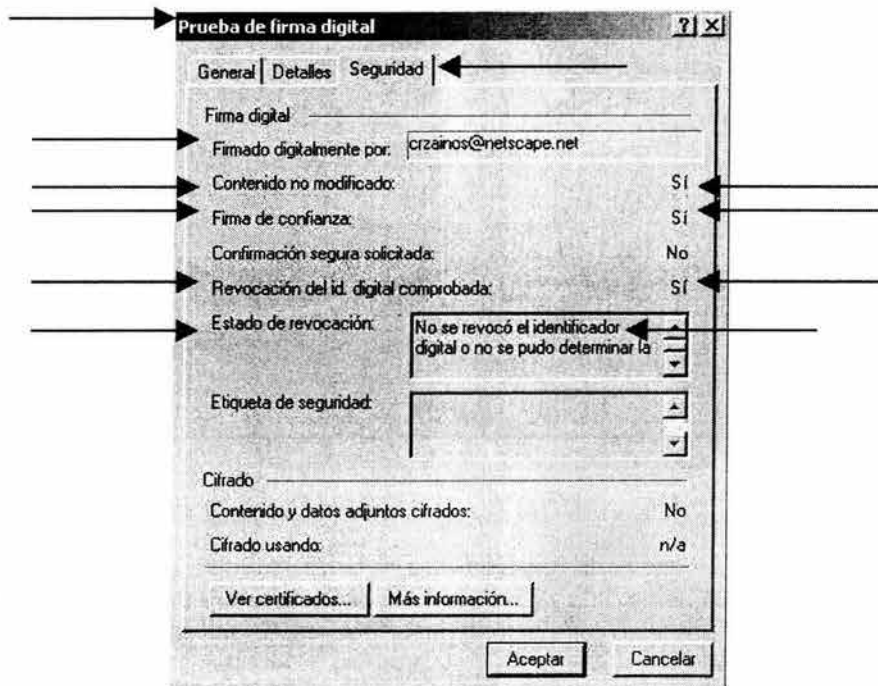 Prueba de firma digital
General Detalles Seguridad
Firma digital
Firmado digitalmente por: crzainos@netscape.net
Contenido no modificado: Sí
Firma de confianza: Sí
Confirmación segura solicitada: No
Revocación del id. digital comprobada: Sí
Estado de revocación: No se revocó el identificador
digital o no se pudo determinar la
Etiqueta de seguridad:
Cifrado
Contenido y datos adjuntos cifrados: No
Cifrado usando: n/a
Ver certificados... Más información...
Aceptar Cancelar